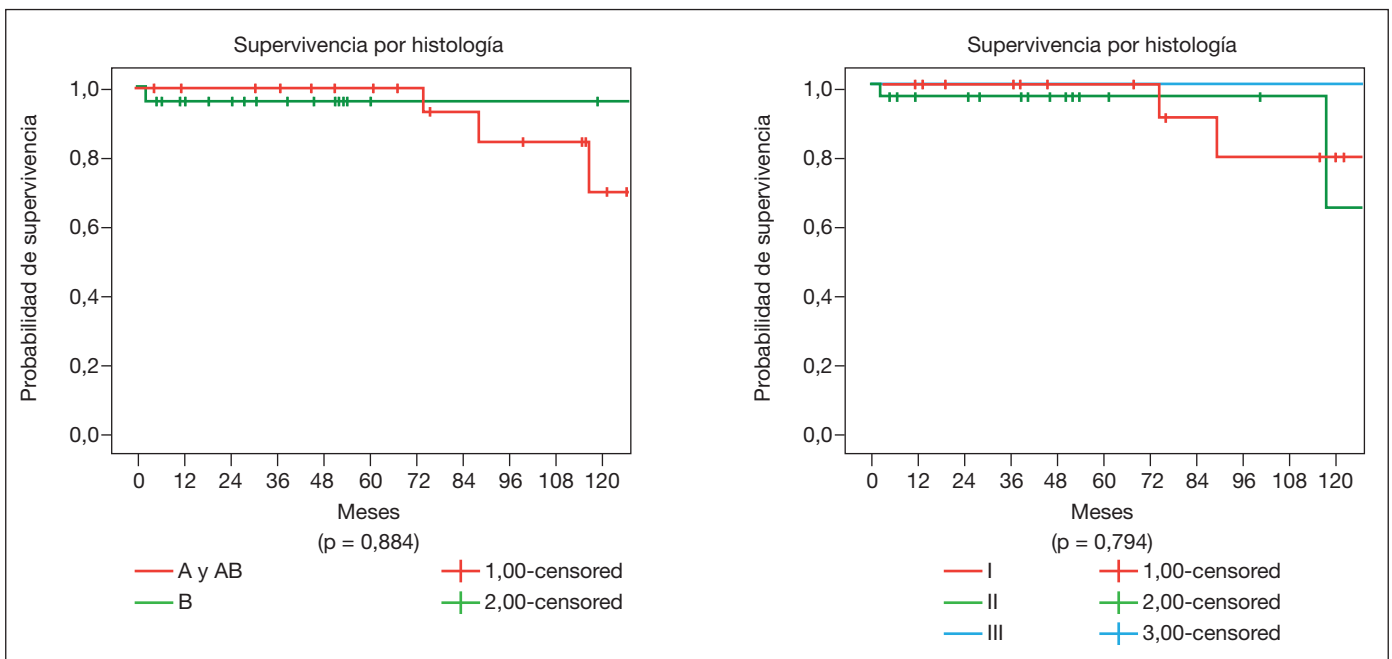 Supervivencia por histología
Probabilidad de supervivencia
1,0
0,8
0,6
0,4
0,2
0,0
0 12 24 36 48 60 72 84 96 108 120
Meses
(p = 0,884)
A y AB 1,00-censored
B 2,00-censored
Supervivencia por histología
Probabilidad de supervivencia
1,0
0,8
0,6
0,4
0,2
0,0
0 12 24 36 48 60 72 84 96 108 120
Meses
(p = 0,794)
I 1,00-censored
II 2,00-censored
III 3,00-censored